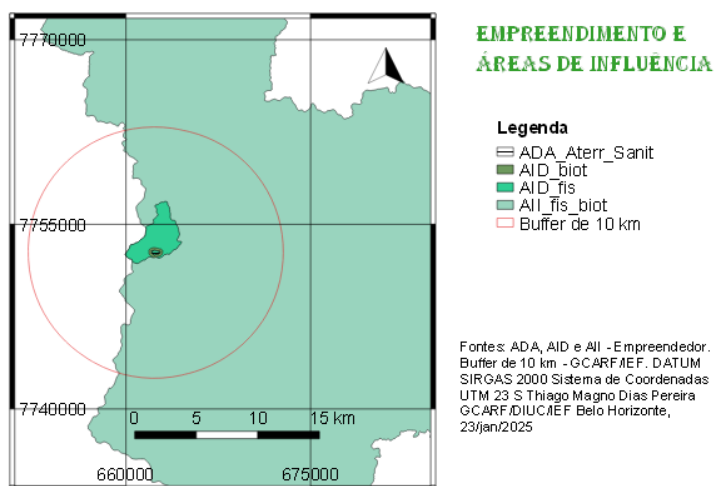 EMPREENDIMENTO E
ÁREAS DE INFLUÊNCIA
7770000
7755000
7740000
0 5 10 15 km
660000 675000
Legenda
ADA_Aterr_Sanit
AID_biot
AID_fis
AII_fis_biot
Buffer de 10 km
Fontes: ADA, AID e AII - Empreendedor.
Buffer de 10 km - GCARF/IEF. DATUM
SIRGAS 2000 Sistema de Coordenadas
UTM 23 S Thiago Magno Dias Pereira
GCARF/DIUC/IEF Belo Horizonte,
23/jan/2025